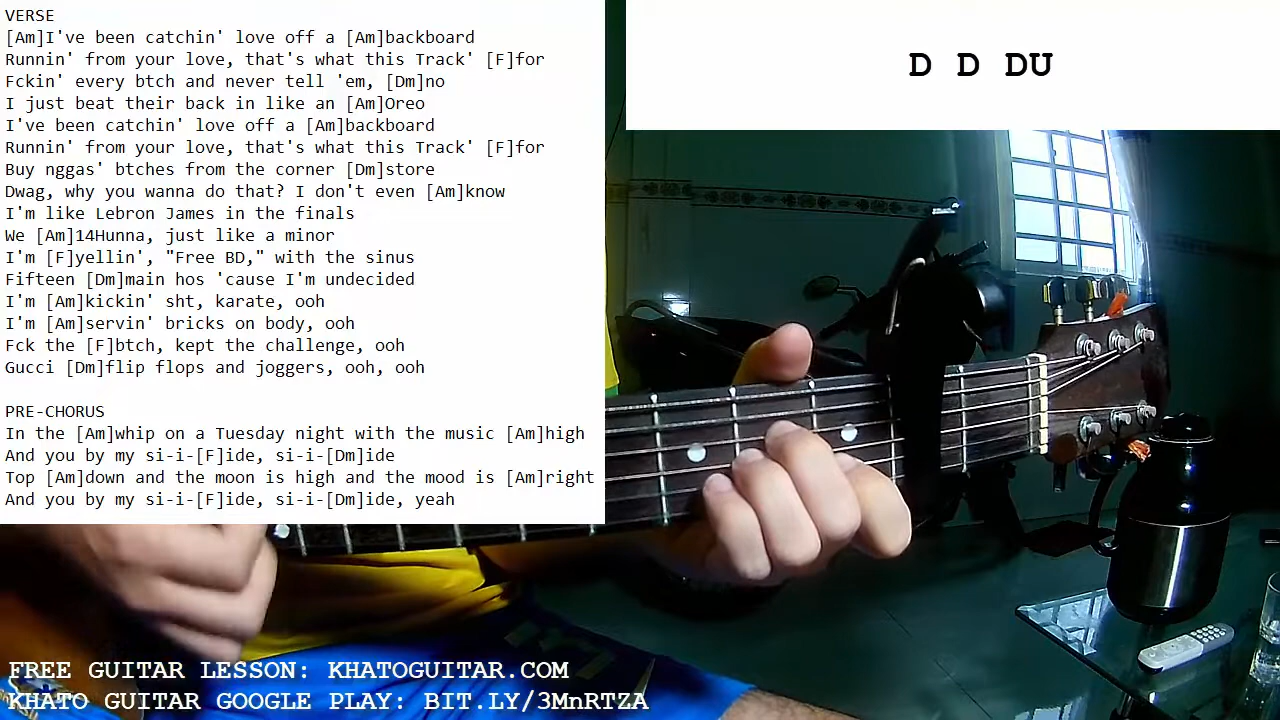 VERSE
[Am]I've been catchin' love off a [Am]backboard
Runnin' from your love, that's what this Track' [F]for
Fckin' every btch and never tell 'em, [Dm]no
I just beat their back in like an [Am]Oreo
I've been catchin' love off a [Am]backboard
Runnin' from your love, that's what this Track' [F]for
Buy nggas' btches from the corner [Dm]store
Dwag, why you wanna do that? I don't even [Am]know
I'm like Lebron James in the finals
We [Am]14Hunna, just like a minor
I'm [F]yellin', "Free BD," with the sinus
Fifteen [Dm]main hos 'cause I'm undecided
I'm [Am]kickin' sht, karate, ooh
I'm [Am]servin' bricks on body, ooh
Fck the [F]btch, kept the challenge, ooh
Gucci [Dm]flip flops and joggers, ooh, ooh
PRE-CHORUS
In the [Am]whip on a Tuesday night with the music [Am]high
And you by my si-i-[F]ide, si-i-[Dm]ide
Top [Am]down and the moon is high and the mood is [Am]right
And you by my si-i-[F]ide, si-i-[Dm]ide, yeah
D D DU
FREE GUITAR LESSON: KHATOGUITAR.COM
KHATO GUITAR GOOGLE PLAY: BIT.LY/3MnRTZA